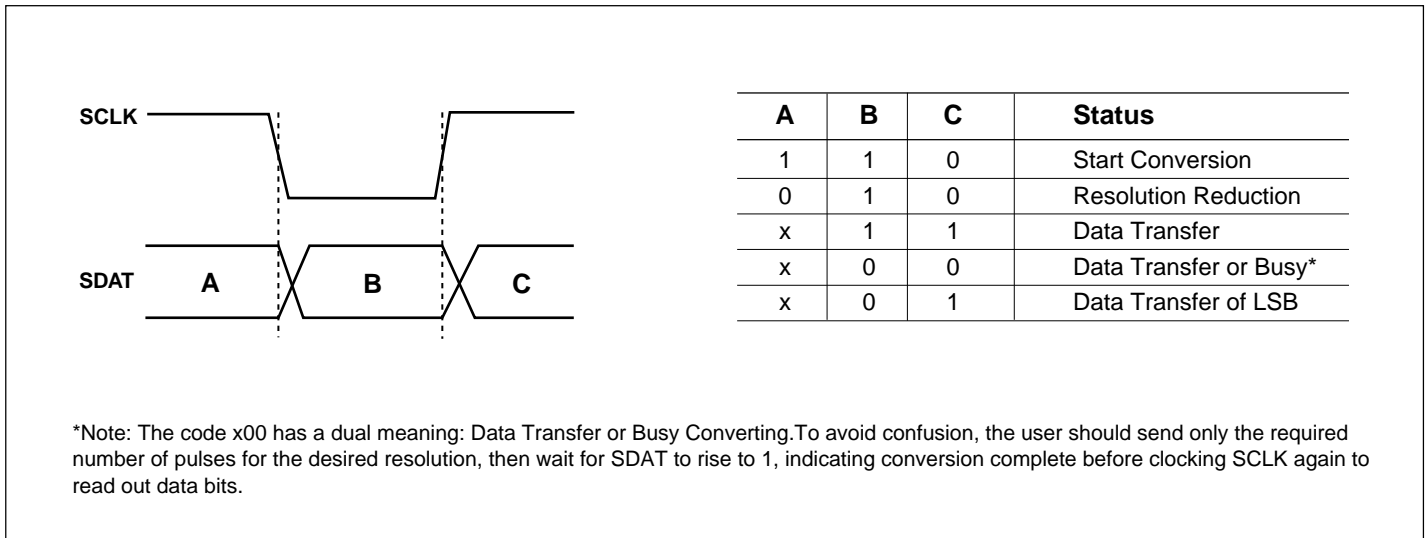 SCLK
SDAT
A B C
A B C Status
1 1 0 Start Conversion
0 1 0 Resolution Reduction
x 1 1 Data Transfer
x 0 0 Data Transfer or Busy*
x 0 1 Data Transfer of LSB
*Note: The code x00 has a dual meaning: Data Transfer or Busy Converting.To avoid confusion, the user should send only the required
number of pulses for the desired resolution, then wait for SDAT to rise to 1, indicating conversion complete before clocking SCLK again to
read out data bits.